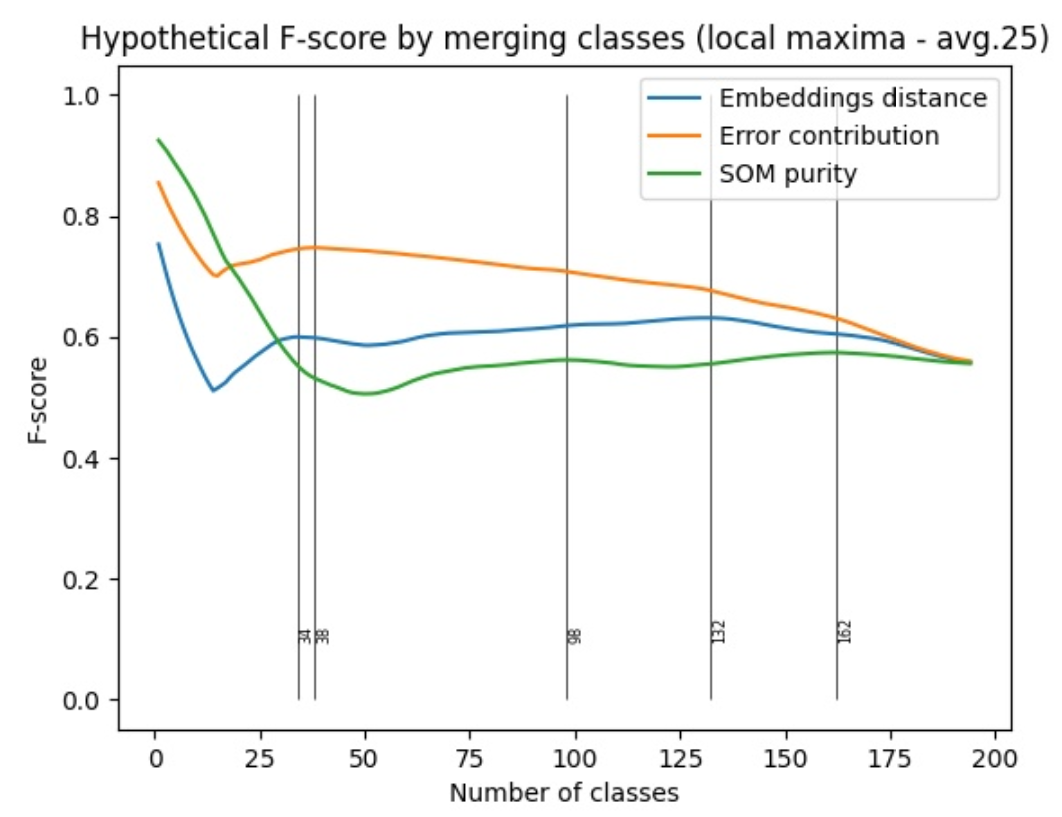 Hypothetical F-score by merging classes (local maxima - avg.25)
Embeddings distance
Error contribution
SOM purity
F-score
1.0
0.8
0.6
0.4
0.2
0.0
34
38
98
132
162
0 25 50 75 100 125 150 175 200
Number of classes